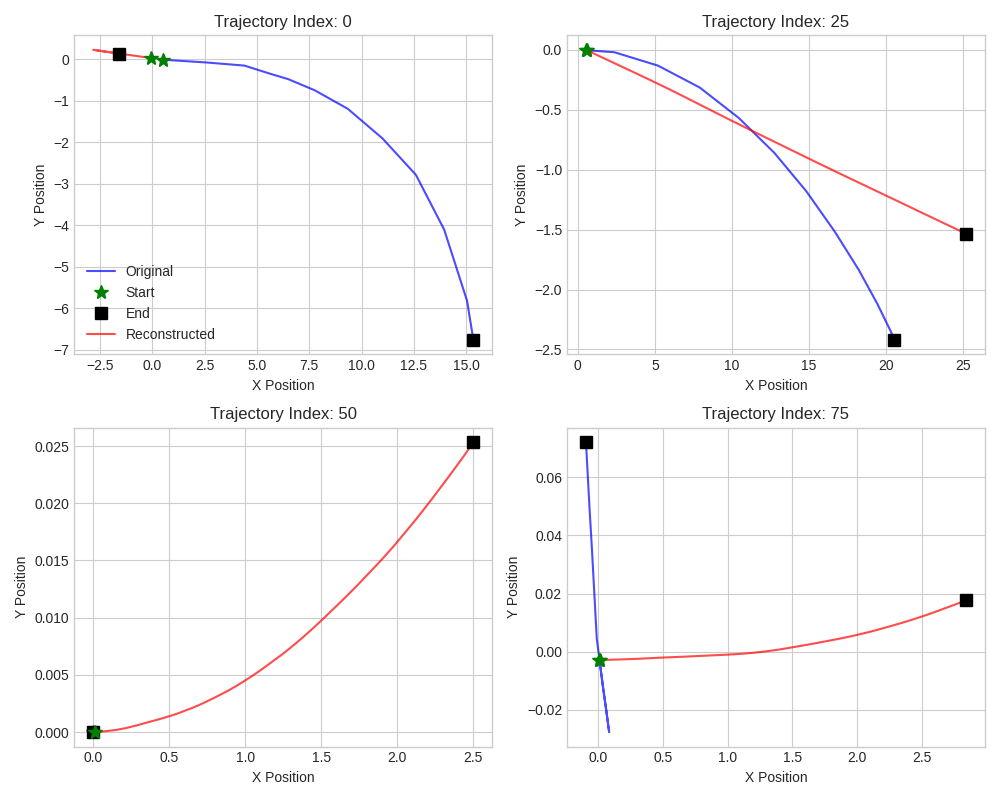 Trajectory Index: 0
Y Position
0
−1
−2
−3
−4
−5
−6
−7
Original
Start
End
Reconstructed
−2.5 0.0 2.5 5.0 7.5 10.0 12.5 15.0
X Position
Trajectory Index: 25
Y Position
0.0
−0.5
−1.0
−1.5
−2.0
−2.5
0 5 10 15 20 25
X Position
Trajectory Index: 50
Y Position
0.025
0.020
0.015
0.010
0.005
0.000
0.0 0.5 1.0 1.5 2.0 2.5
X Position
Trajectory Index: 75
Y Position
0.06
0.04
0.02
0.00
−0.02
0.0 0.5 1.0 1.5 2.0 2.5
X Position